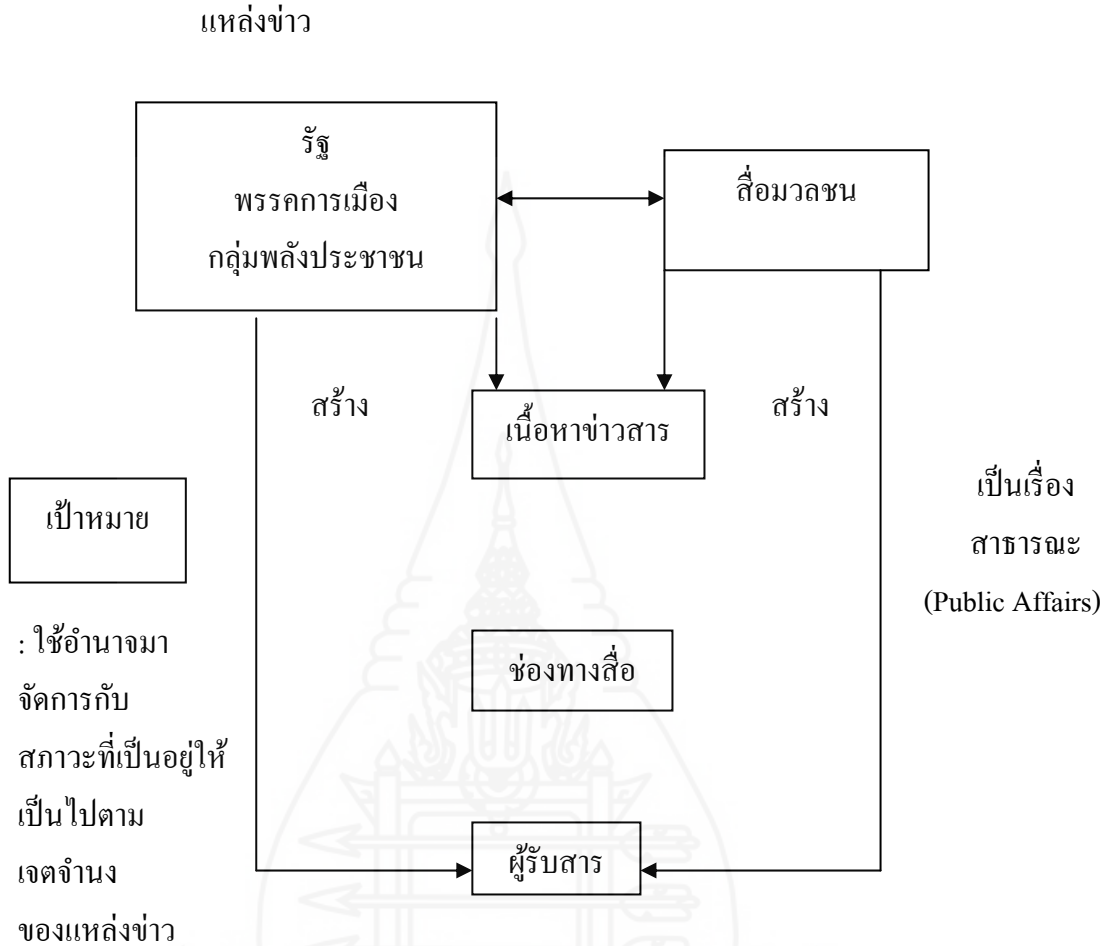 แหล่งข่าว
รัฐ
พรรคการเมือง
กลุ่มพลังประชาชน
สื่อมวลชน
สร้าง
เนื้อหาข่าวสาร
สร้าง
เป้าหมาย
: ใช้อำนาจมา
จัดการกับ
สภาวะที่เป็นอยู่ให้
เป็นไปตาม
เจตจำนง
ของแหล่งข่าว
เป็นเรื่อง
สาธารณะ
(Public Affairs)
ช่องทางสื่อ
ผู้รับสาร